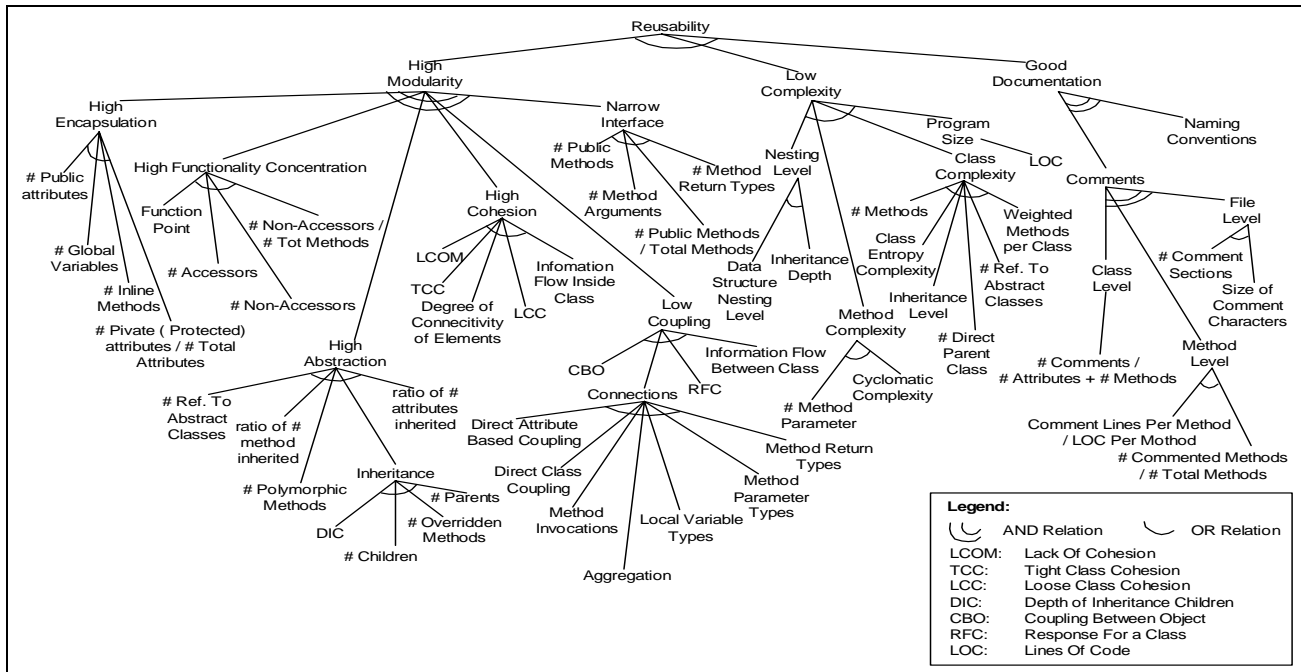 Reusability
High
Modularity
Low
Complexity
Good
Documentation
High
Encapsulation
Narrow
Interface
Program
Size
Naming
Conventions
# Public
attributes
High Functionality Concentration
# Public
Methods
# Method
Return Types
Nesting
Level
Class
Complexity
LOC
Comments
Function
Point
# Non-Accessors /
# Tot Methods
High
Cohesion
# Method
Arguments
# Methods
Weighted
Methods
per Class
File
Level
# Global
Variables
# Accessors
# Public Methods
/ Total Methods
Class
Entropy
Complexity
# Comment
Sections
# Inline
Methods
# Non-Accessors
LCOM
TCC
Degree of
Connecitivity
of Elements
LCC
Infomation
Flow Inside
Class
Data
Structure
Nesting
Level
Inheritance
Depth
Inheritance
Level
# Ref. To
Abstract
Classes
Class
Level
Size of
Comment
Characters
# Pivate ( Protected)
attributes / # Total
Attributes
High
Abstraction
Low
Coupling
Method
Complexity
# Direct
Parent
Class
Method
Level
# Ref. To
Abstract
Classes
ratio of #
method
inherited
ratio of #
attributes
inherited
CBO
Connections
RFC
Information Flow
Between Class
# Method
Parameter
Cyclomatic
Complexity
# Comments /
# Attributes + # Methods
# Polymorphic
Methods
Inheritance
Direct Attribute
Based Coupling
Method Return
Types
Comment Lines Per Method
/ LOC Per Mothod
# Commented Methods
/ # Total Methods
DIC
# Children
# Overridden
Methods
# Parents
Direct Class
Coupling
Method
Invocations
Aggregation
Local Variable
Types
Method
Parameter
Types
Legend:
AND Relation
OR Relation
LCOM: Lack Of Cohesion
TCC: Tight Class Cohesion
LCC: Loose Class Cohesion
DIC: Depth of Inheritance Children
CBO: Coupling Between Object
RFC: Response For a Class
LOC: Lines Of Code